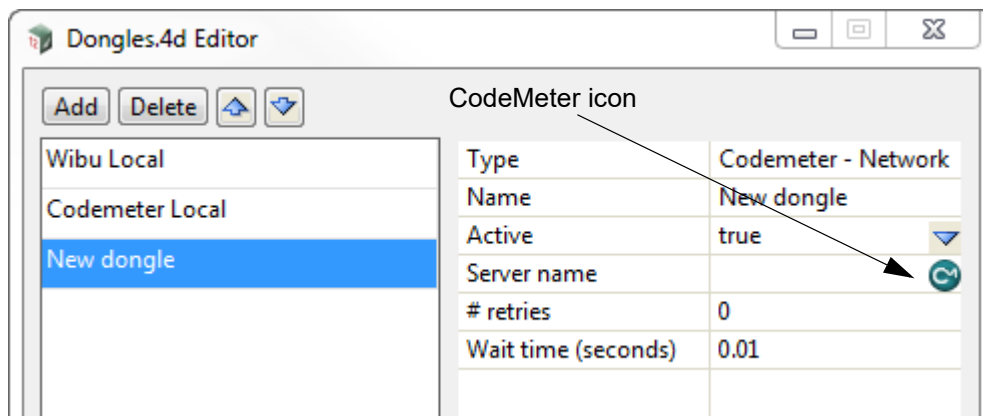 Dongles.4d Editor
Add Delete
CodeMeter icon
Wibu Local
Codemeter Local
New dongle
Type Codemeter - Network
Name New dongle
Active true
Server name
# retries 0
Wait time (seconds) 0.01